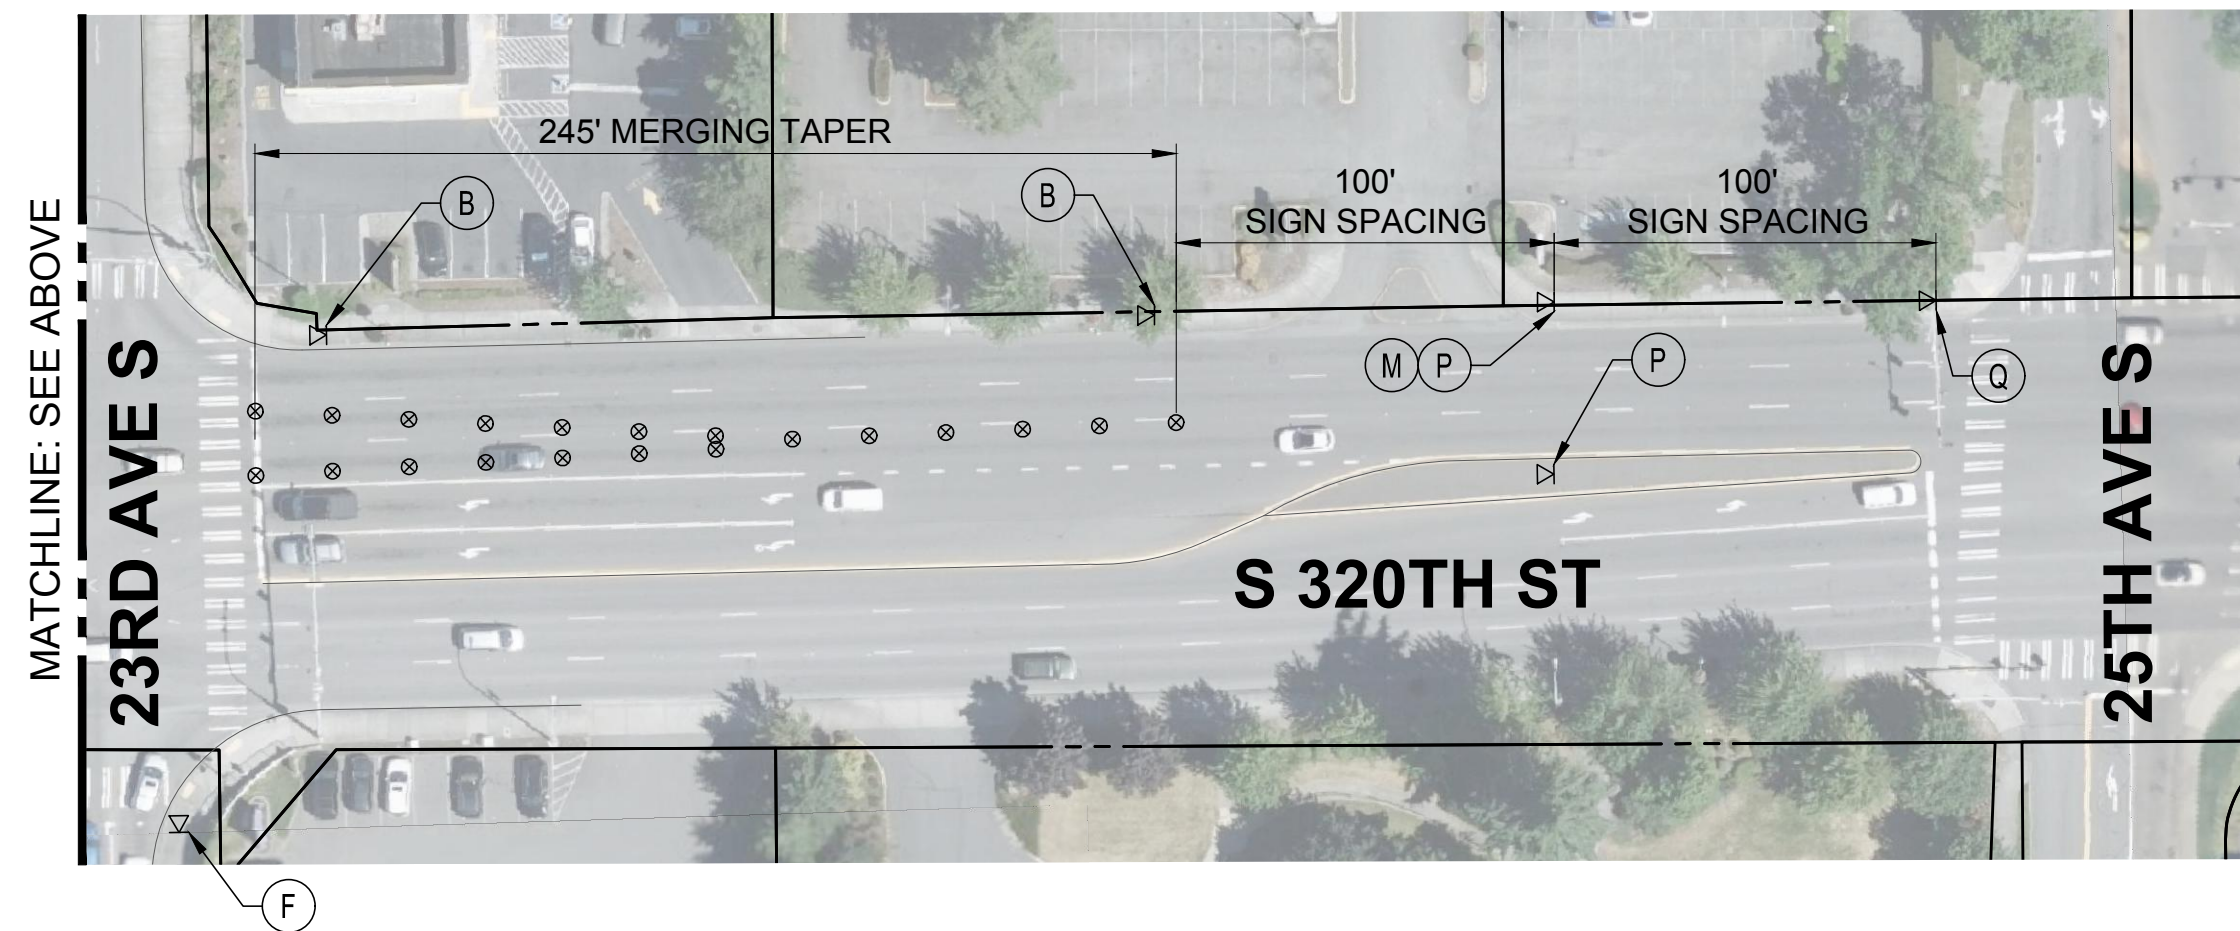 MATCHLINE: SEE ABOVE
23RD AVE S
245' MERGING TAPER
B
B
100'
SIGN SPACING
100'
SIGN SPACING
M P
P
Q
S 320TH ST
25TH AVE S
F